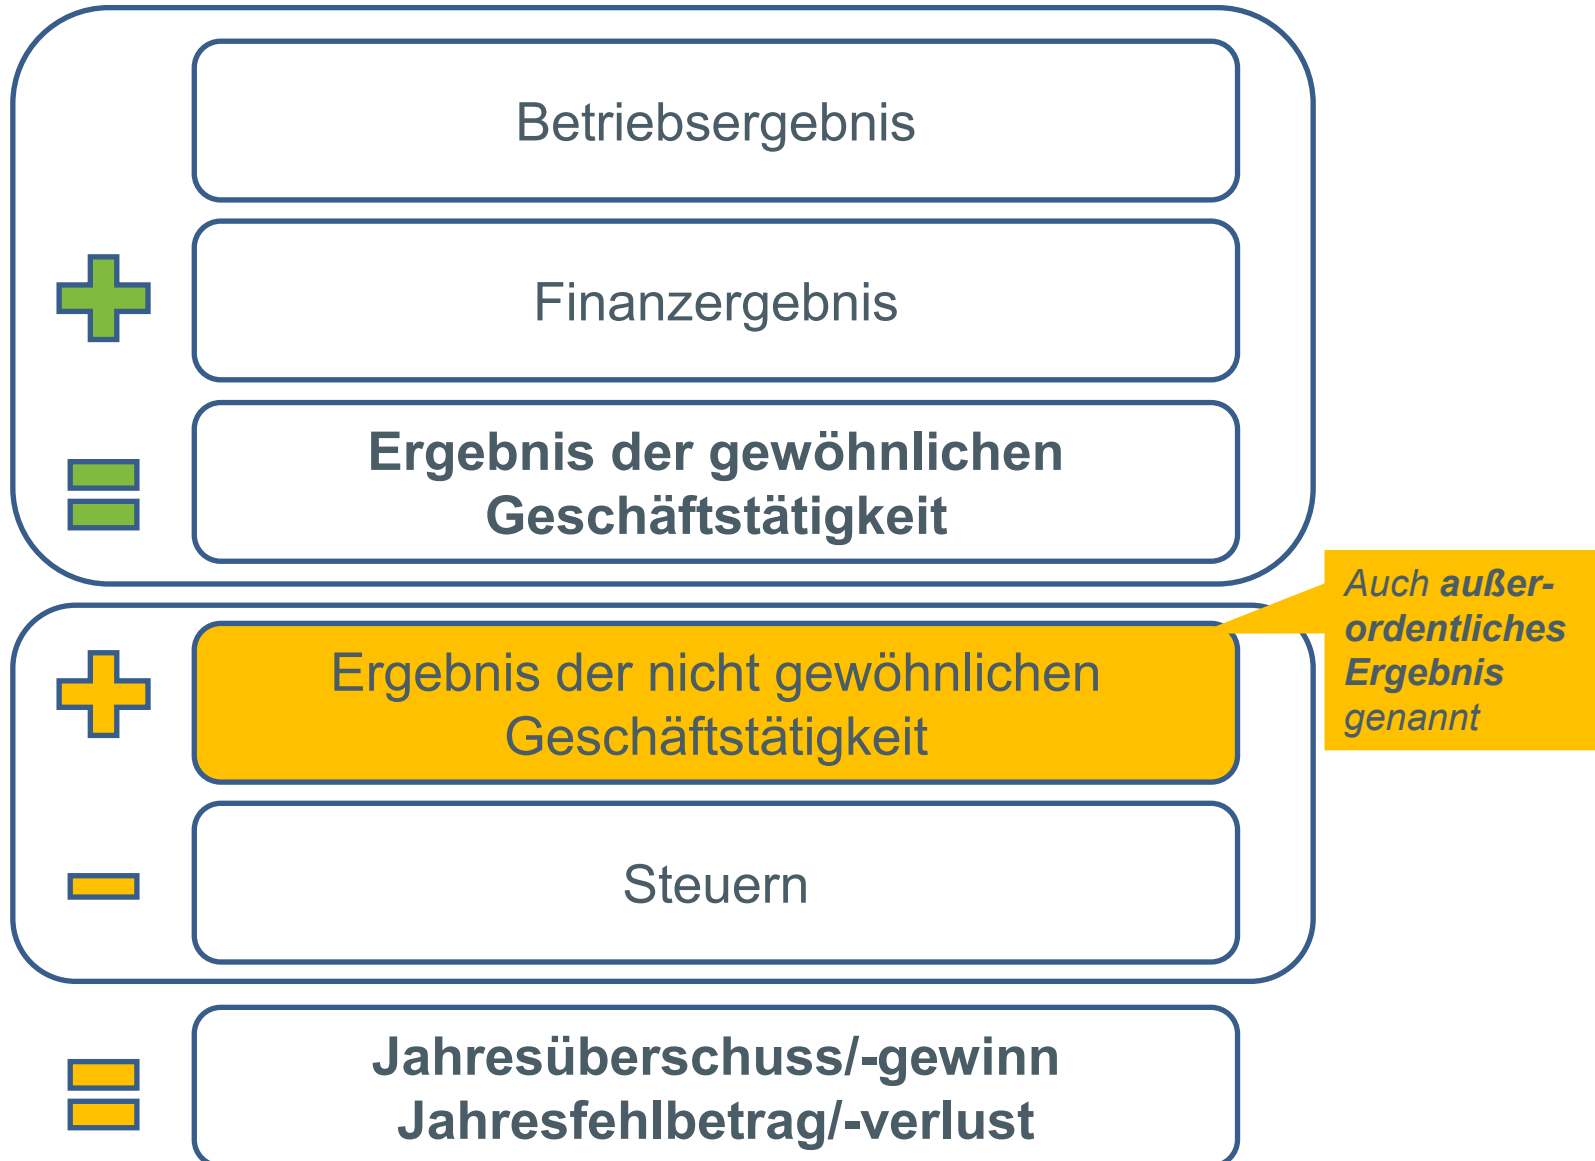 Betriebsergebnis
Finanzergebnis
Ergebnis der gewöhnlichen
Geschäftstätigkeit
Auch außer-
ordentliches
Ergebnis
genannt
Ergebnis der nicht gewöhnlichen
Geschäftstätigkeit
Steuern
Jahresüberschuss/-gewinn
Jahresfehlbetrag/-verlust